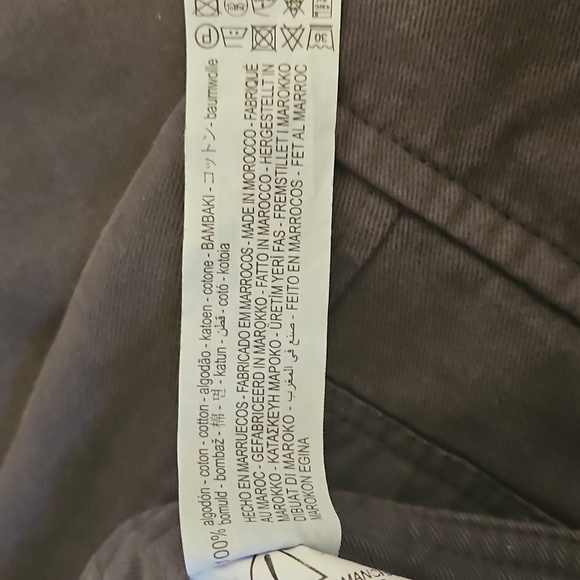 100% algodón - coton - cotton - algodão - katoen - cotone - BAMBAKI - コットン - baumwolle
bomuld - bombaž - 棉 - 면 - katun - قطن - cotó - kotoia
HECHO EN MARRUECOS - FABRICADO EM MARROCOS - MADE IN MOROCCO - FABRIQUÉ
AU MAROC - GEFABRICEERD IN MAROKKO - FATTO IN MAROCCO - HERGESTELLT IN
MAROKKO - ΚΑΤΑΣΚΕΥΗ ΜΑΡΟΚΟ - ÜRETİM YERİ FAS - FREMSTILLET I MAROKKO
DIBUAT DI MAROKO - صنع في المغرب - FEITO EN MARROCOS - FET AL MARROC
MAROKON EGINA